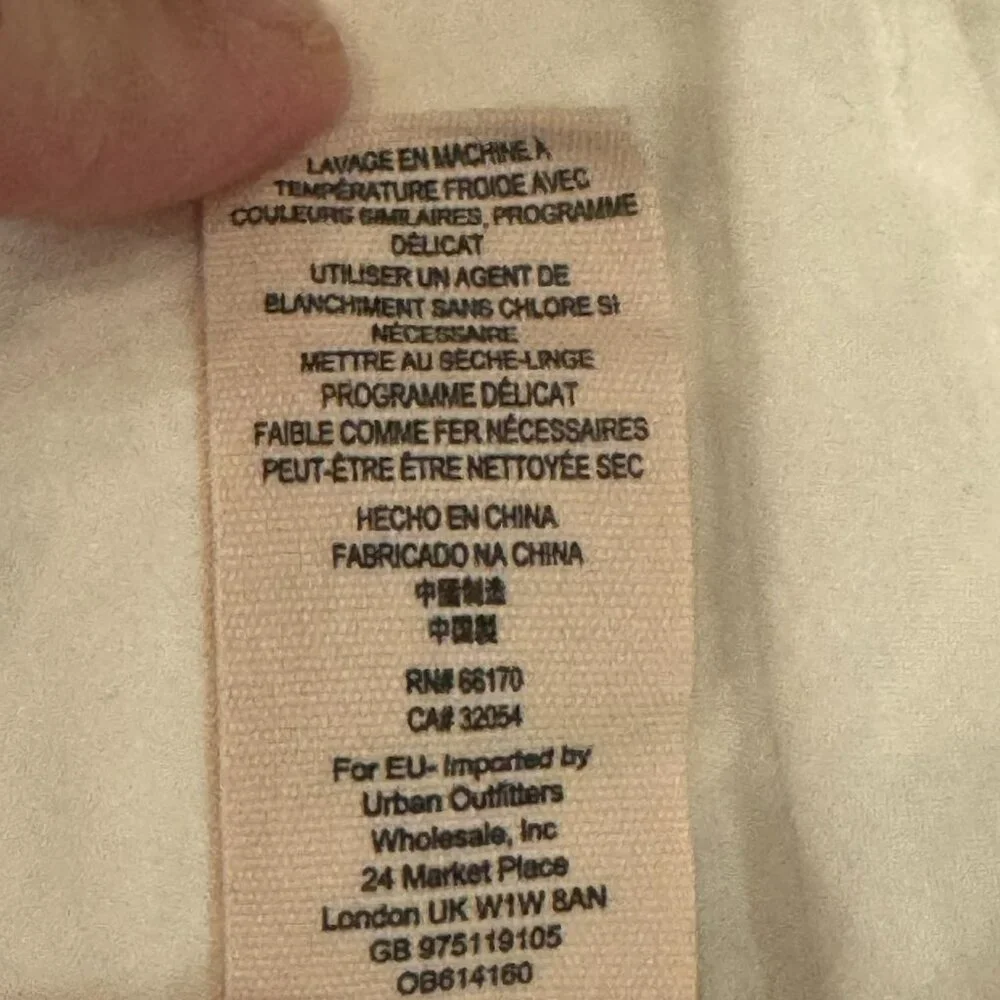 LAVAGE EN MACHINE À
TEMPÉRATURE FROIDE AVEC
COULEURS SIMILAIRES, PROGRAMME
DÉLICAT
UTILISER UN AGENT DE
BLANCHIMENT SANS CHLORE SI
NÉCESSAIRE
METTRE AU SÈCHE-LINGE
PROGRAMME DÉLICAT
FAIBLE COMME FER NÉCESSAIRES
PEUT-ÊTRE ÊTRE NETTOYÉE SEC
HECHO EN CHINA
FABRICADO NA CHINA
中國制造
中国製
RN# 66170
CA# 32054
For EU- Imported by
Urban Outfitters
Wholesale, Inc
24 Market Place
London UK W1W 8AN
GB 975119105
OB614160